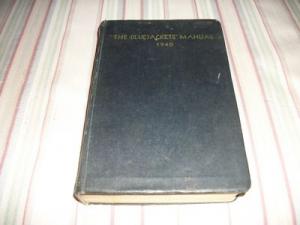 "THE BLUEJACKETS' MANUAL"
1940